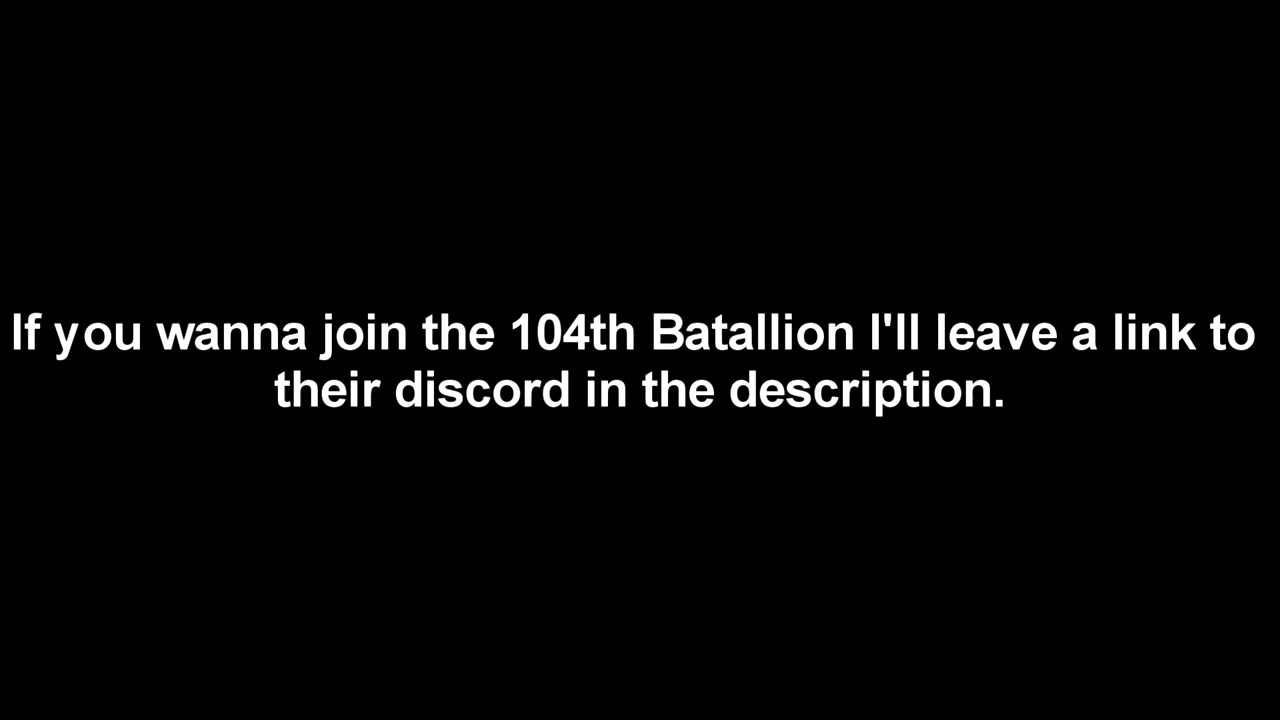 If you wanna join the 104th Batallion I'll leave a link to
their discord in the description.